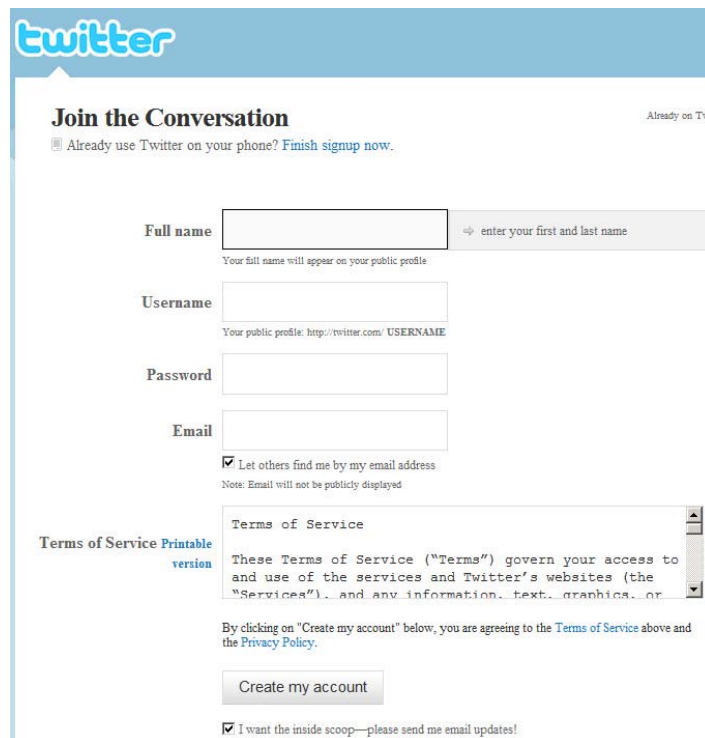 twitter
Join the Conversation
Already on Tw
Already use Twitter on your phone? Finish signup now.
Full name
enter your first and last name
Your full name will appear on your public profile
Username
Your public profile: http://twitter.com/ USERNAME
Password
Email
Let others find me by my email address
Note: Email will not be publicly displayed
Terms of Service Printable
version
Terms of Service
These Terms of Service (“Terms”) govern your access to
and use of the services and Twitter’s websites (the
“Services”), and any information, text, graphics, or
By clicking on "Create my account" below, you are agreeing to the Terms of Service above and
the Privacy Policy.
Create my account
I want the inside scoop—please send me email updates!